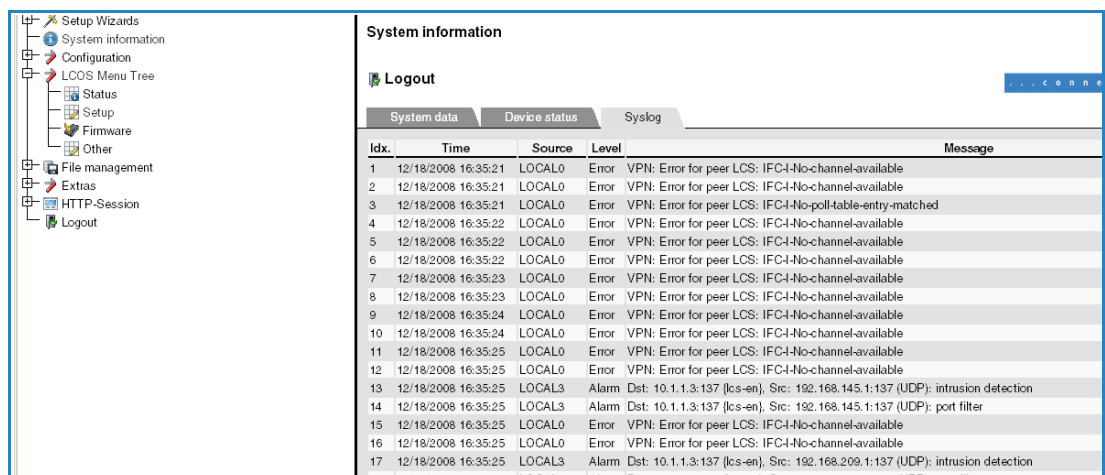 Setup Wizards
System information
Configuration
LCOS Menu Tree
Status
Setup
Firmware
Other
File management
Extras
HTTP-Session
Logout
System information
Logout
...conne
System data Device status Syslog
Idx. Time Source Level Message
1 12/18/2008 16:35:21 LOCAL0 Error VPN: Error for peer LCS: IFC-I-No-channel-available
2 12/18/2008 16:35:21 LOCAL0 Error VPN: Error for peer LCS: IFC-I-No-channel-available
3 12/18/2008 16:35:21 LOCAL0 Error VPN: Error for peer LCS: IFC-I-No-poll-table-entry-matched
4 12/18/2008 16:35:22 LOCAL0 Error VPN: Error for peer LCS: IFC-I-No-channel-available
5 12/18/2008 16:35:22 LOCAL0 Error VPN: Error for peer LCS: IFC-I-No-channel-available
6 12/18/2008 16:35:22 LOCAL0 Error VPN: Error for peer LCS: IFC-I-No-channel-available
7 12/18/2008 16:35:23 LOCAL0 Error VPN: Error for peer LCS: IFC-I-No-channel-available
8 12/18/2008 16:35:23 LOCAL0 Error VPN: Error for peer LCS: IFC-I-No-channel-available
9 12/18/2008 16:35:24 LOCAL0 Error VPN: Error for peer LCS: IFC-I-No-channel-available
10 12/18/2008 16:35:24 LOCAL0 Error VPN: Error for peer LCS: IFC-I-No-channel-available
11 12/18/2008 16:35:25 LOCAL0 Error VPN: Error for peer LCS: IFC-I-No-channel-available
12 12/18/2008 16:35:25 LOCAL0 Error VPN: Error for peer LCS: IFC-I-No-channel-available
13 12/18/2008 16:35:25 LOCAL3 Alarm Dst: 10.1.1.3:137 {lcs-en}, Src: 192.168.145.1:137 (UDP): intrusion detection
14 12/18/2008 16:35:25 LOCAL3 Alarm Dst: 10.1.1.3:137 {lcs-en}, Src: 192.168.145.1:137 (UDP): port filter
15 12/18/2008 16:35:25 LOCAL0 Error VPN: Error for peer LCS: IFC-I-No-channel-available
16 12/18/2008 16:35:25 LOCAL0 Error VPN: Error for peer LCS: IFC-I-No-channel-available
17 12/18/2008 16:35:25 LOCAL3 Alarm Dst: 10.1.1.3:137 {lcs-en}, Src: 192.168.209.1:137 (UDP): intrusion detection